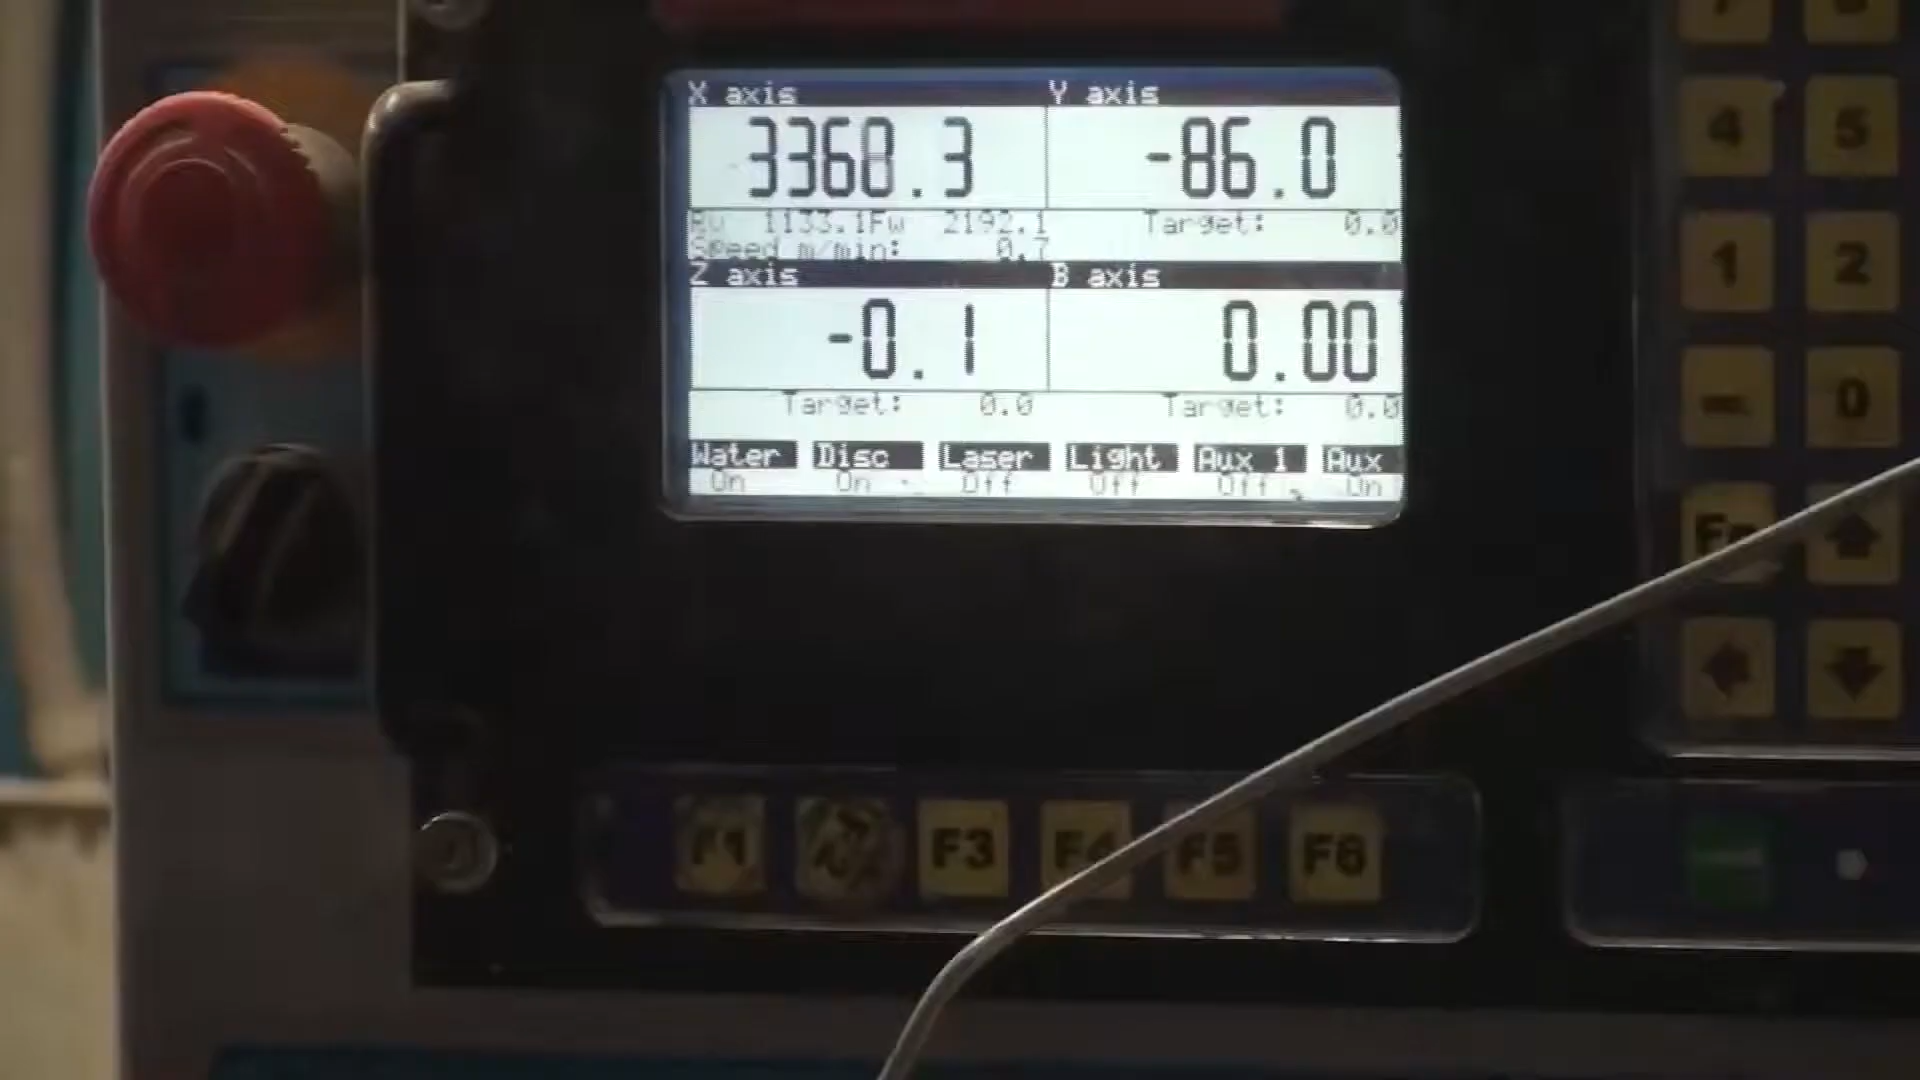 X axis Y axis
3368.3 -86.0
Rv 1133.1Fw 2192.1 Target: 0.0
Speed m/min: 0.7
Z axis B axis
-0.1 0.00
Target: 0.0 Target: 0.0
Water Disc Laser Light Aux 1 Aux
On On Off Off Off On
4 5
1 2
- 0
Fn
F1 F3 F4 F5 F6